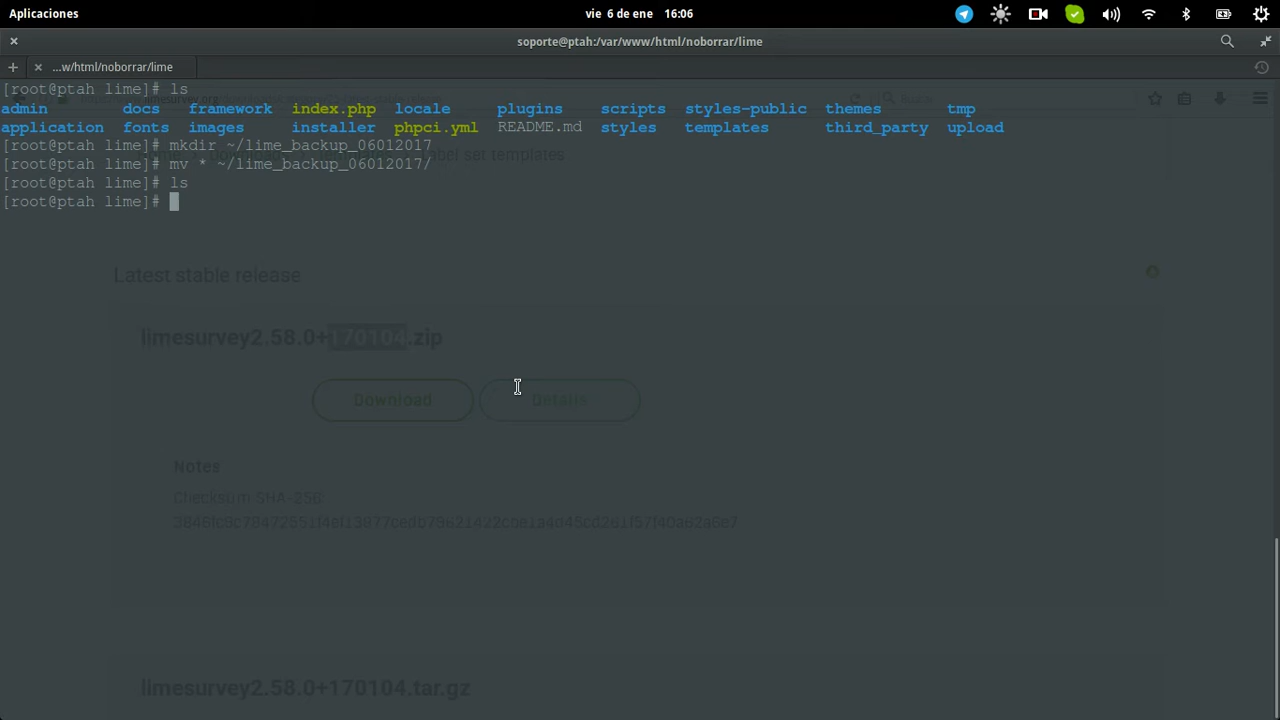 Aplicaciones vie 6 de ene 16:06
soporte@ptah:/var/www/html/noborrar/lime
...w/html/noborrar/lime
[root@ptah lime]# ls
admin docs framework index.php locale plugins scripts styles-public themes tmp
application fonts images installer phpci.yml README.md styles templates third_party upload
[root@ptah lime]# mkdir ~/lime_backup_06012017
[root@ptah lime]# mv * ~/lime_backup_06012017/
label set templates
[root@ptah lime]# ls
[root@ptah lime]#
Latest stable release
limesurvey2.58.0+170104.zip
Download Details
Notes
Checksum SHA-256:
limesurvey2.58.0+170104.tar.gz